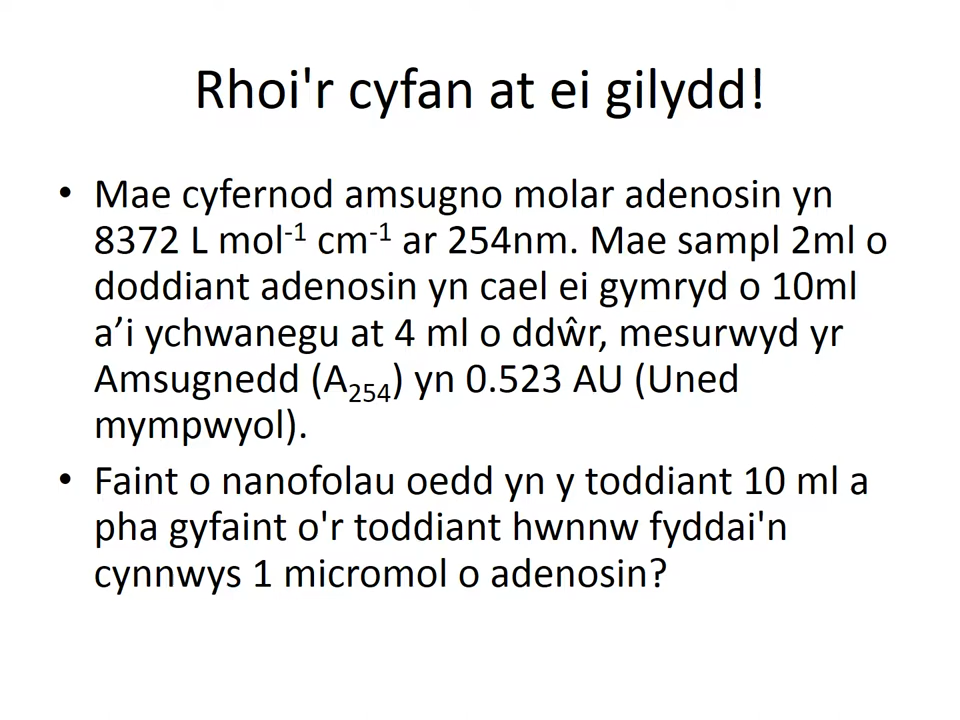 Rhoi'r cyfan at ei gilydd!
• Mae cyfernod amsugno molar adenosin yn
8372 L mol⁻¹ cm⁻¹ ar 254nm. Mae sampl 2ml o
doddiant adenosin yn cael ei gymryd o 10ml
a’i ychwanegu at 4 ml o ddŵr, mesurwyd yr
Amsugnedd (A₂₅₄) yn 0.523 AU (Uned
mympwyol).
• Faint o nanofolau oedd yn y toddiant 10 ml a
pha gyfaint o'r toddiant hwnnw fyddai'n
cynnwys 1 micromol o adenosin?